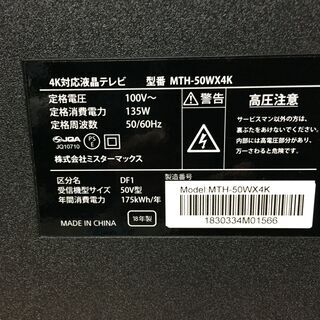 4K対応液晶テレビ 型番 MTH-50WX4K
定格電圧 100V～
定格消費電力 135W
定格周波数 50/60Hz
JQA
JQ10710
PS
E
株式会社ミスターマックス
警告
高圧注意
サービスマン以外の方は、
裏ぶたをあけないでください。
内部には高電圧部分があり、
万一さわると危険です。
区分名 DF1
受信機型サイズ 50V型
年間消費電力 175kWh/年
MADE IN CHINA
18年製
製造番号
Model MTH-50WX4K
1830334M01566